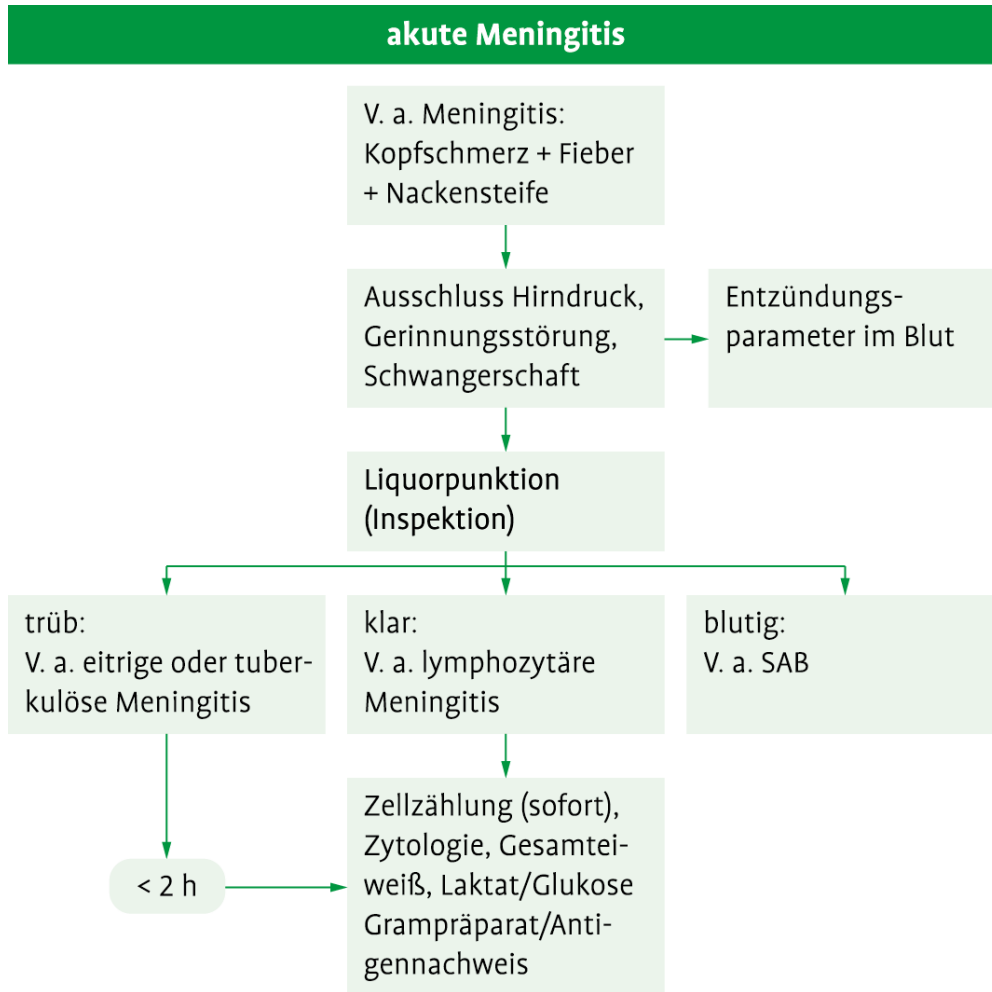 akute Meningitis
V. a. Meningitis:
Kopfschmerz + Fieber
+ Nackensteife
Ausschluss Hirndruck,
Gerinnungsstörung,
Schwangerschaft
Entzündungs-
parameter im Blut
Liquorpunktion
(Inspektion)
trüb:
V. a. eitrige oder tuber-
kulöse Meningitis
klar:
V. a. lymphozytäre
Meningitis
blutig:
V. a. SAB
< 2 h
Zellzählung (sofort),
Zytologie, Gesamtei-
weiß, Laktat/Glukose
Grampräparat/Anti-
gennachweis